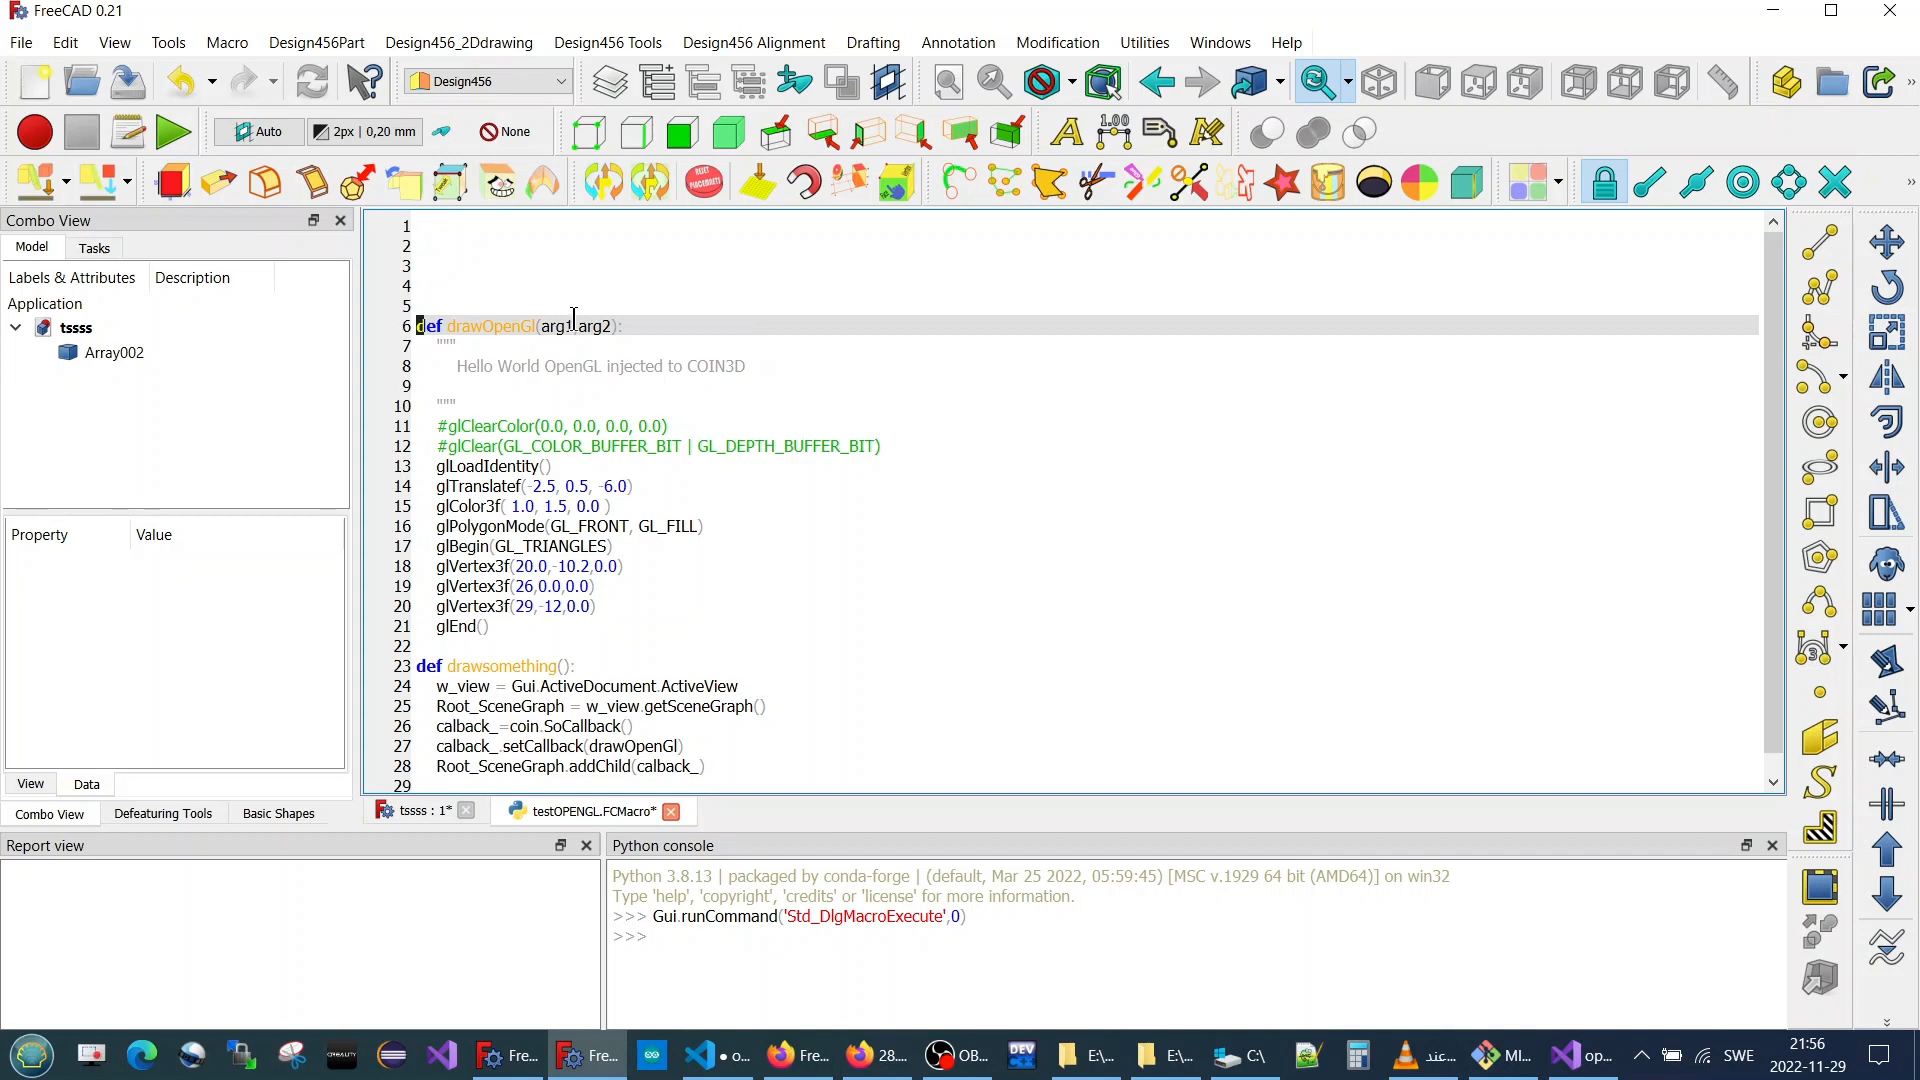 FreeCAD 0.21
File Edit View Tools Macro Design456Part Design456_2Ddrawing Design456 Tools Design456 Alignment Drafting Annotation Modification Utilities Windows Help
Design456
Auto 2px | 0,20 mm None 1.00
RESET PLACEMENTS
Combo View
Model Tasks
Labels & Attributes Description
Application
tssss
Array002
Property Value
View Data
Combo View Defeaturing Tools Basic Shapes
1
2
3
4
5
6 def drawOpenGl(arg1,arg2):
7 """
8 Hello World OpenGL injected to COIN3D
9
10 """
11 #glClearColor(0.0, 0.0, 0.0, 0.0)
12 #glClear(GL_COLOR_BUFFER_BIT | GL_DEPTH_BUFFER_BIT)
13 glLoadIdentity()
14 glTranslatef(-2.5, 0.5, -6.0)
15 glColor3f( 1.0, 1.5, 0.0 )
16 glPolygonMode(GL_FRONT, GL_FILL)
17 glBegin(GL_TRIANGLES)
18 glVertex3f(20.0,-10.2,0.0)
19 glVertex3f(26,0.0,0.0)
20 glVertex3f(29,-12,0.0)
21 glEnd()
22
23 def drawsomething():
24 w_view = Gui.ActiveDocument.ActiveView
25 Root_SceneGraph = w_view.getSceneGraph()
26 calback_=coin.SoCallback()
27 calback_.setCallback(drawOpenGl)
28 Root_SceneGraph.addChild(calback_)
29
tssss : 1* testOPENGL.FCMacro*
Report view
Python console
Python 3.8.13 | packaged by conda-forge | (default, Mar 25 2022, 05:59:45) [MSC v.1929 64 bit (AMD64)] on win32
Type 'help', 'copyright', 'credits' or 'license' for more information.
>>> Gui.runCommand('Std_DlgMacroExecute',0)
>>>
CREALITY Fre... Fre... o... Fre... 28.... OB... DEV E:\... E:\... C:\ عند... MI... op... SWE
21:56
2022-11-29